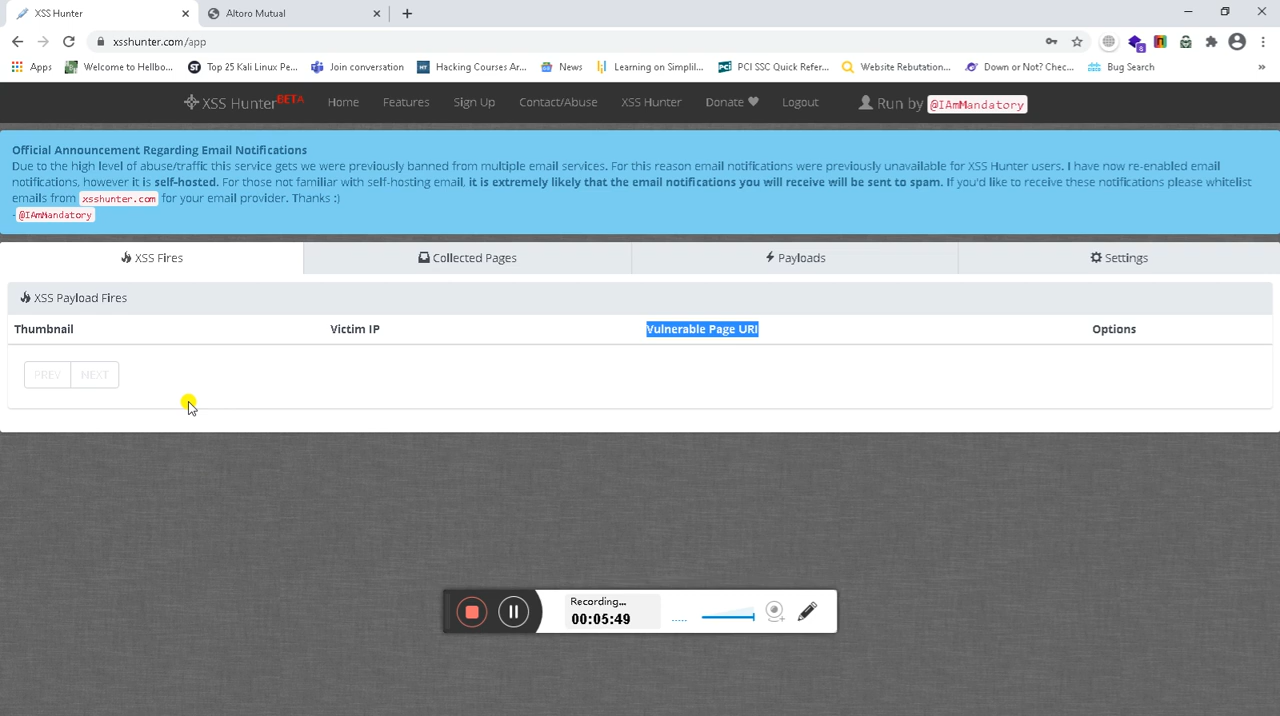 XSS Hunter
Altoro Mutual
xsshunter.com/app
Apps
Welcome to Hellbo...
Top 25 Kali Linux Pe...
Join conversation
Hacking Courses Ar...
News
Learning on Simplil...
PCI SSC Quick Refer...
Website Reputation...
Down or Not? Chec...
Bug Search
»
XSS Hunter BETA
Home
Features
Sign Up
Contact/Abuse
XSS Hunter
Donate
Logout
Run by @IAmMandatory
Official Announcement Regarding Email Notifications
Due to the high level of abuse/traffic this service gets we were previously banned from multiple email services. For this reason email notifications were previously unavailable for XSS Hunter users. I have now re-enabled email
notifications, however it is self-hosted. For those not familiar with self-hosting email, it is extremely likely that the email notifications you will receive will be sent to spam. If you'd like to receive these notifications please whitelist
emails from xsshunter.com for your email provider. Thanks :)
-@IAmMandatory
XSS Fires
Collected Pages
Payloads
Settings
XSS Payload Fires
Thumbnail
Victim IP
Vulnerable Page URI
Options
PREV
NEXT
Recording...
00:05:49